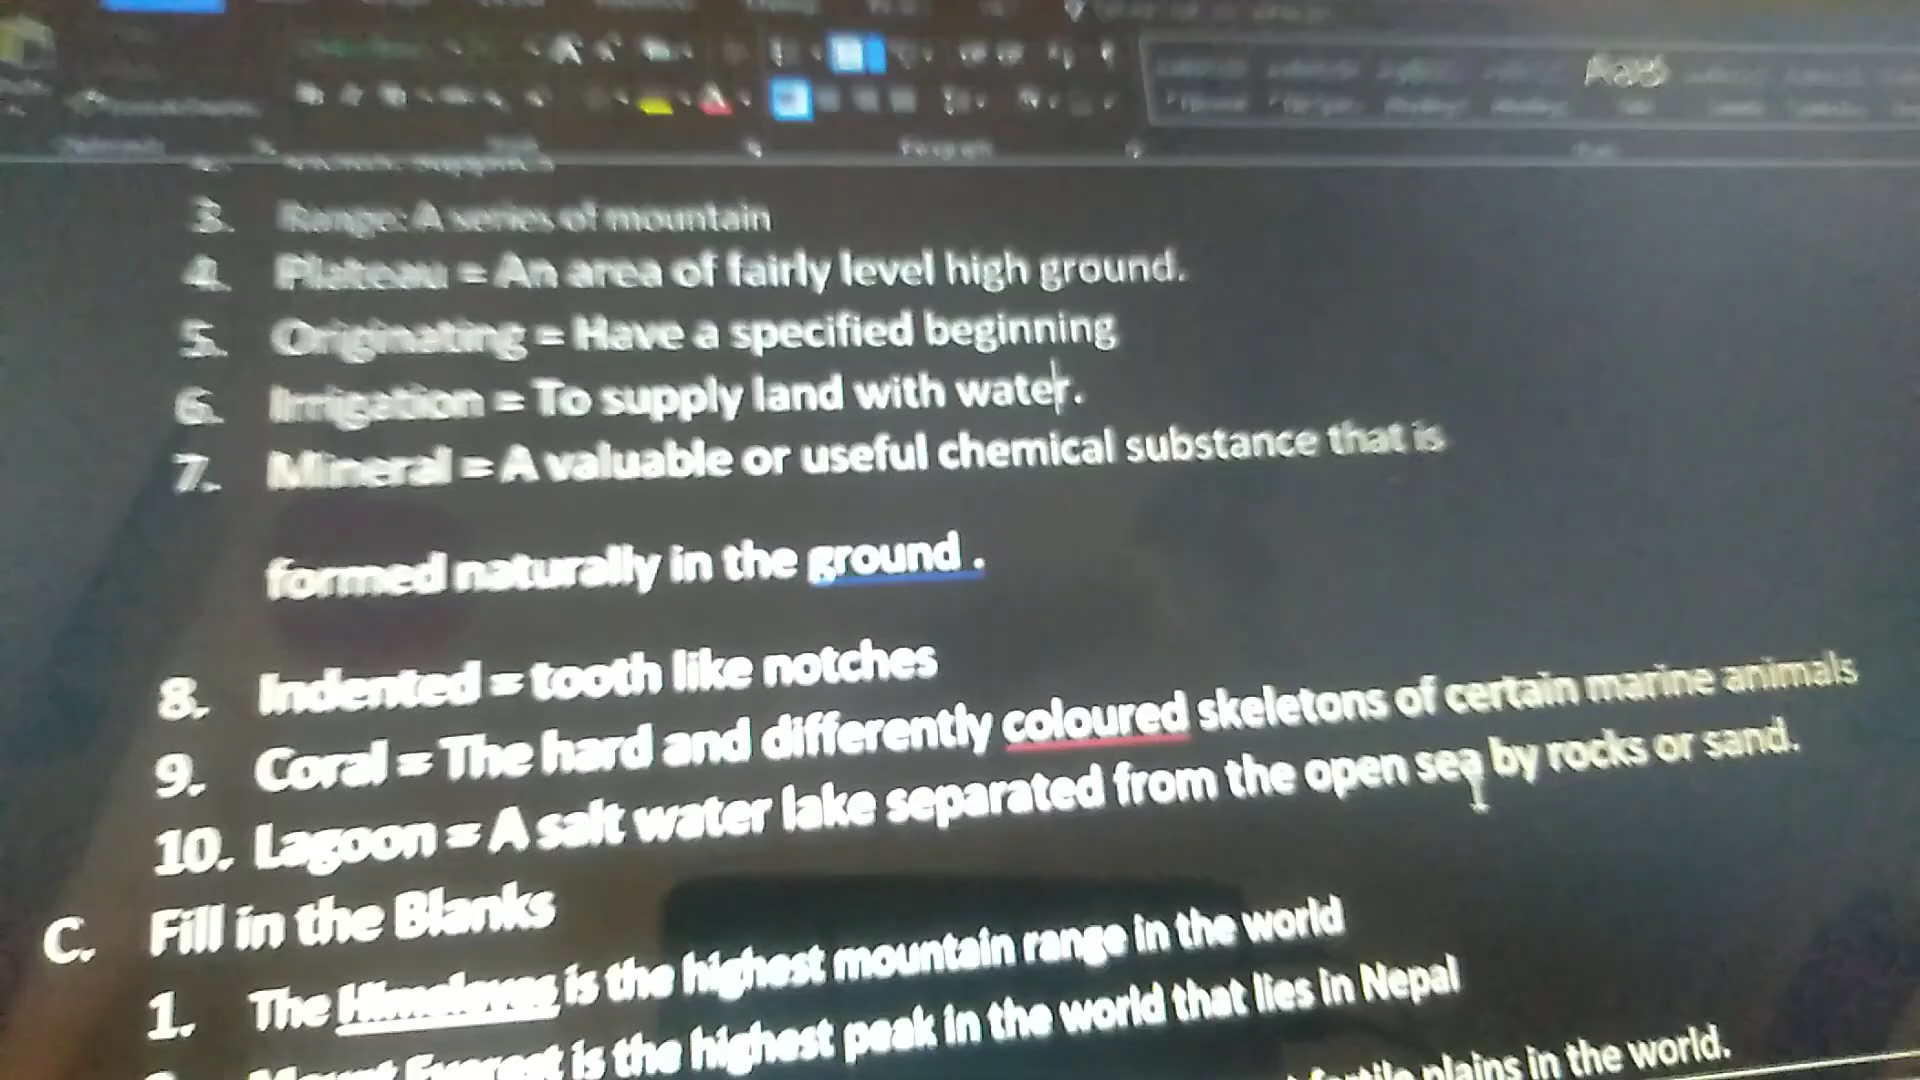 Paragraph
3. Range: A series of mountain
4. Plateau = An area of fairly level high ground.
5. Originating = Have a specified beginning
6. Irrigation = To supply land with water.
7. Mineral = A valuable or useful chemical substance that is
formed naturally in the ground .
8. Indented = tooth like notches
9. Coral = The hard and differently coloured skeletons of certain marine animals
10. Lagoon = A salt water lake separated from the open sea by rocks or sand.
C. Fill in the Blanks
1. The Himalayas is the highest mountain range in the world
Mount Everest is the highest peak in the world that lies in Nepal
fertile plains in the world.